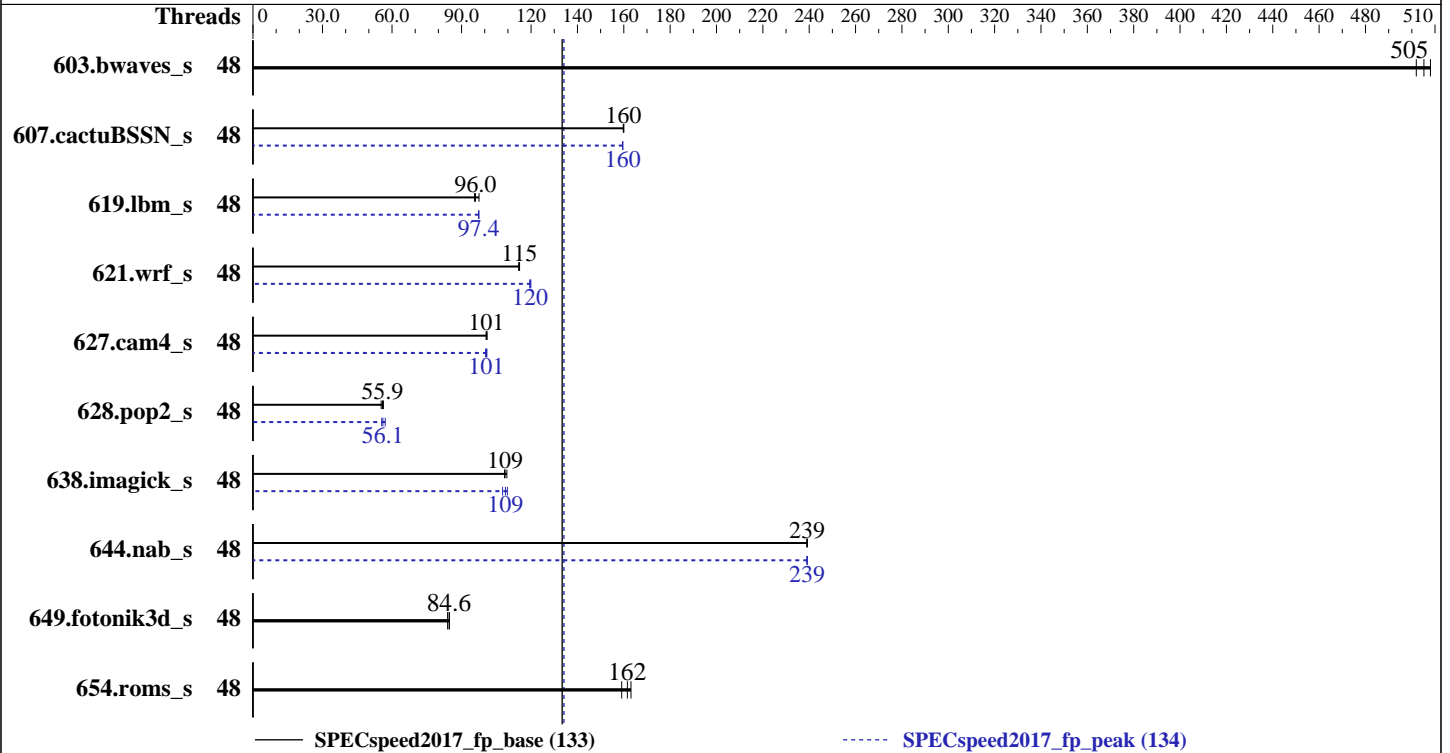 Threads 0 30.0 60.0 90.0 120 140 160 180 200 220 240 260 280 300 320 340 360 380 400 420 440 460 480 510
505
603.bwaves_s 48
160
607.cactuBSSN_s 48
160
96.0
619.lbm_s 48
97.4
115
621.wrf_s 48
120
101
627.cam4_s 48
101
55.9
628.pop2_s 48
56.1
109
638.imagick_s 48
109
239
644.nab_s 48
239
84.6
649.fotonik3d_s 48
162
654.roms_s 48
SPECspeed2017_fp_base (133) SPECspeed2017_fp_peak (134)